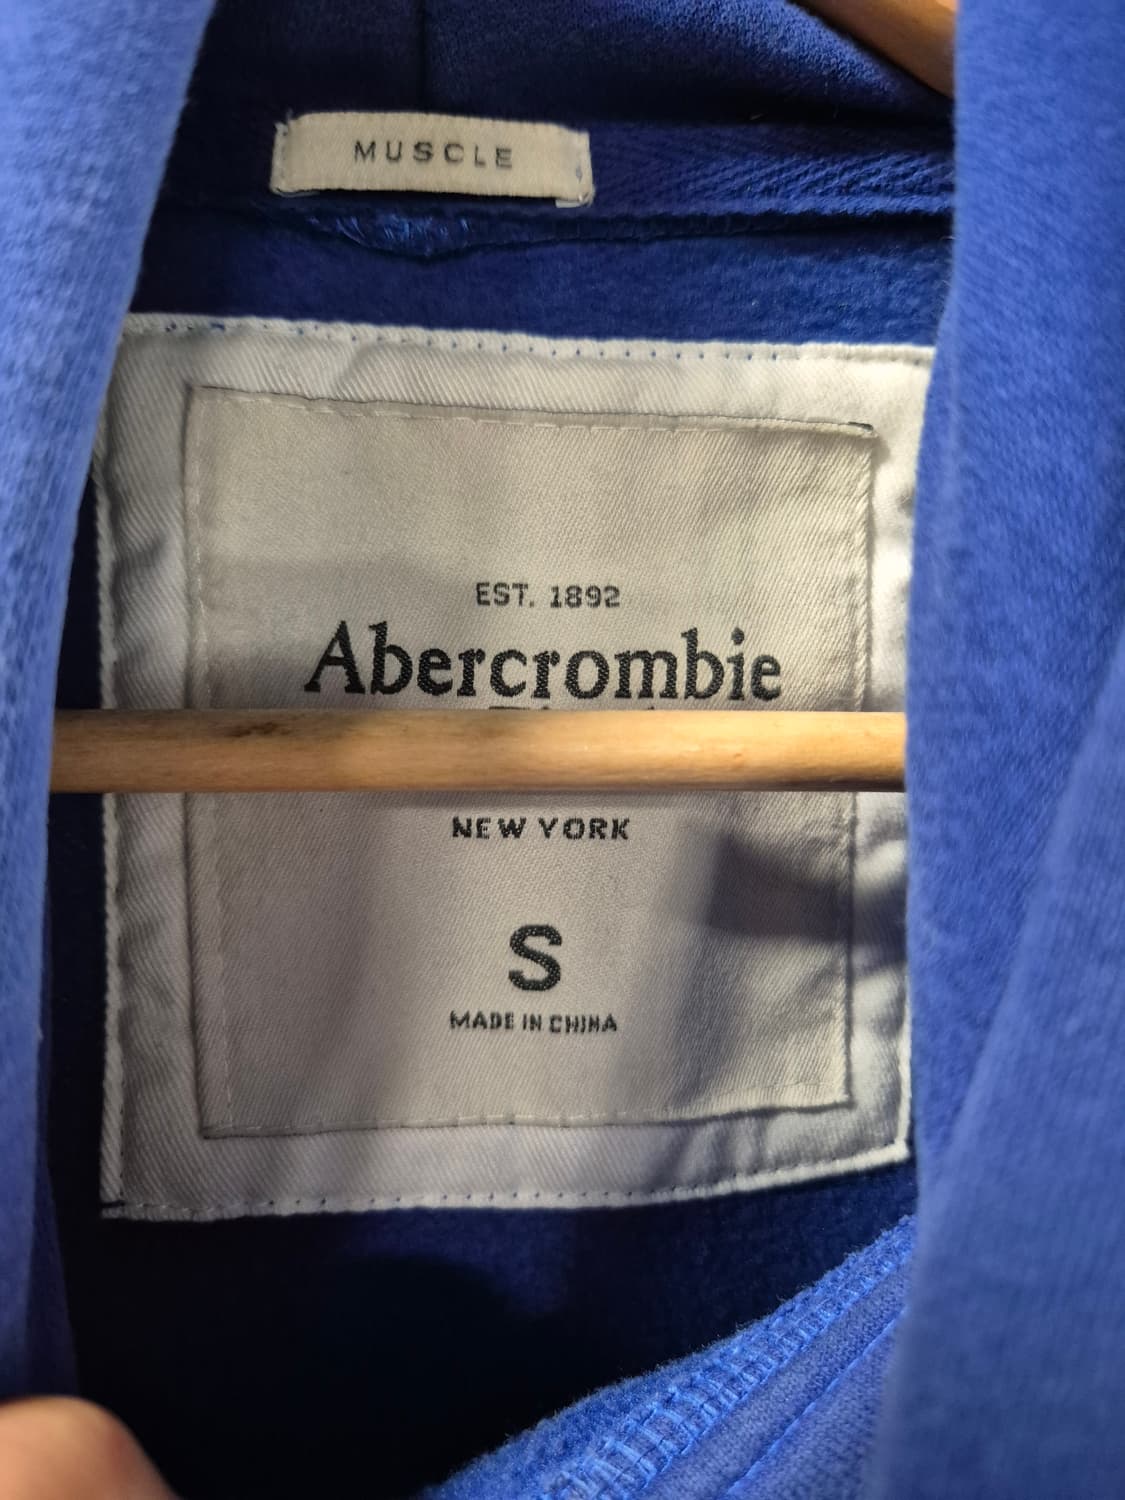 MUSCLE
EST. 1892
Abercrombie
NEW YORK
S
MADE IN CHINA